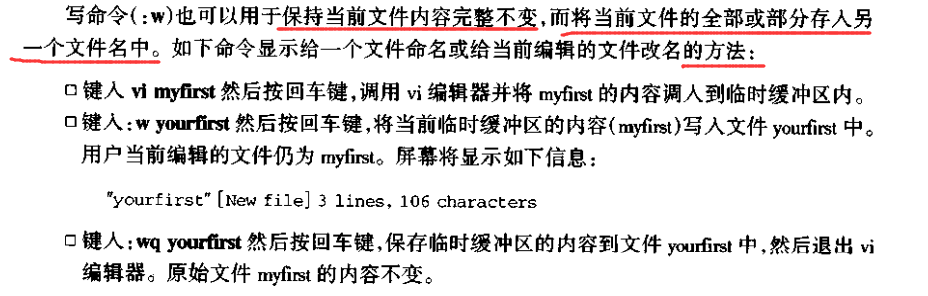 写命令(:w)也可以用于保持当前文件内容完整不变,而将当前文件的全部或部分存入另
一个文件名中。如下命令显示给一个文件命名或给当前编辑的文件改名的方法:
□ 键入 vi myfirst 然后按回车键,调用 vi 编辑器并将 myfirst 的内容调人到临时缓冲区内。
□ 键入:w yourfirst 然后按回车键,将当前临时缓冲区的内容(myfirst)写入文件 yourfirst 中。
用户当前编辑的文件仍为 myfirst。屏幕将显示如下信息:
"yourfirst" [New file] 3 lines, 106 characters
□ 键人:wq yourfirst 然后按回车键,保存临时缓冲区的内容到文件 yourfirst 中,然后退出 vi
编辑器。原始文件 myfirst 的内容不变。